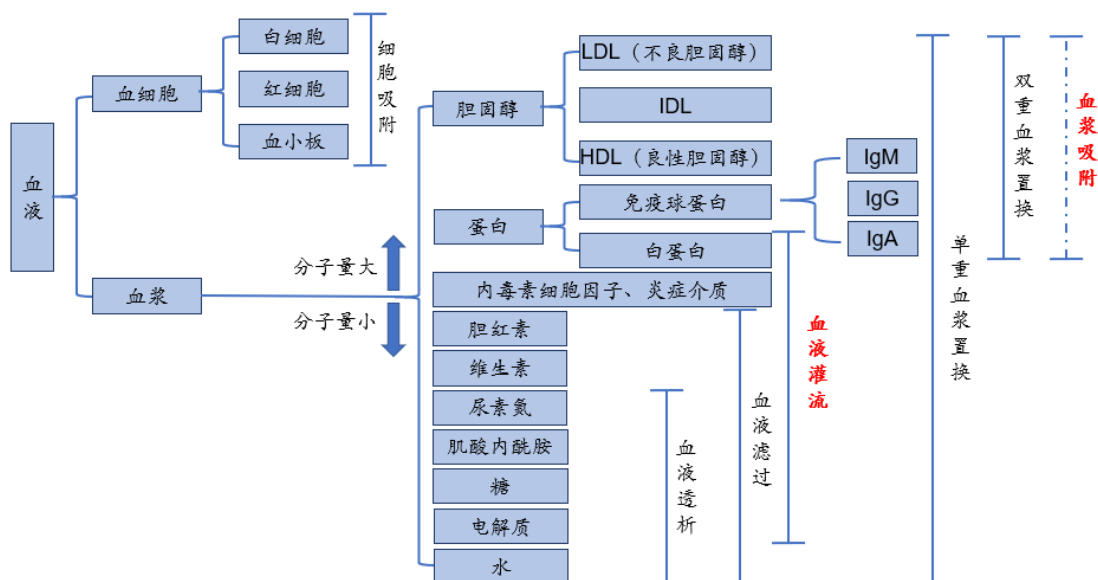 血液
血细胞
白细胞
红细胞
血小板
细胞吸附
血浆
分子量大
分子量小
胆固醇
LDL（不良胆固醇）
IDL
HDL（良性胆固醇）
蛋白
免疫球蛋白
白蛋白
IgM
IgG
IgA
内毒素细胞因子、炎症介质
胆红素
维生素
尿素氮
肌酸内酰胺
糖
电解质
水
血液透析
血液滤过
血液灌流
单重血浆置换
双重血浆置换
血浆吸附